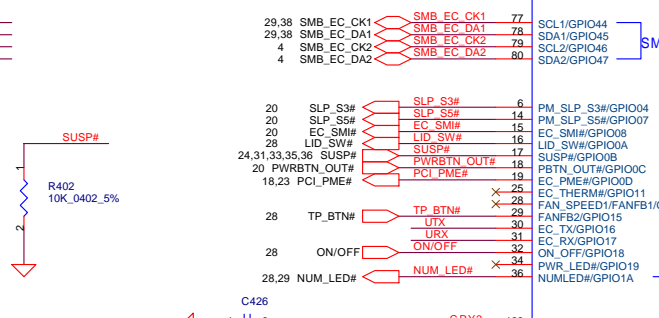 29,38 SMB_EC_CK1 SMB_EC_CK1 77 SCL1/GPIO44
29,38 SMB_EC_DA1 SMB_EC_DA1 78 SDA1/GPIO45
4 SMB_EC_CK2 SMB_EC_CK2 79 SCL2/GPIO46
4 SMB_EC_DA2 SMB_EC_DA2 80 SDA2/GPIO47
SM
20 SLP_S3# SLP_S3# 6 PM_SLP_S3#/GPIO04
20 SLP_S5# SLP_S5# 14 PM_SLP_S5#/GPIO07
20 EC_SMI# EC_SMI# 15 EC_SMI#/GPIO08
28 LID_SW# LID_SW# 16 LID_SW#/GPIO0A
24,31,33,35,36 SUSP# SUSP# 17 SUSP#/GPIO0B
20 PWRBTN_OUT# PWRBTN_OUT# 18 PBTN_OUT#/GPIO0C
18,23 PCI_PME# PCI_PME# 19 EC_PME#/GPIO0D
25 EC_THERM#/GPIO11
28 FAN_SPEED1/FANFB1/
28 TP_BTN# TP_BTN# 29 FANFB2/GPIO15
UTX 30 EC_TX/GPIO16
URX 31 EC_RX/GPIO17
28 ON/OFF ON/OFF 32 ON_OFF/GPIO18
34 PWR_LED#/GPIO19
28,29 NUM_LED# NUM_LED# 36 NUMLED#/GPIO1A
SUSP#
1
R402
10K_0402_5%
2
C426